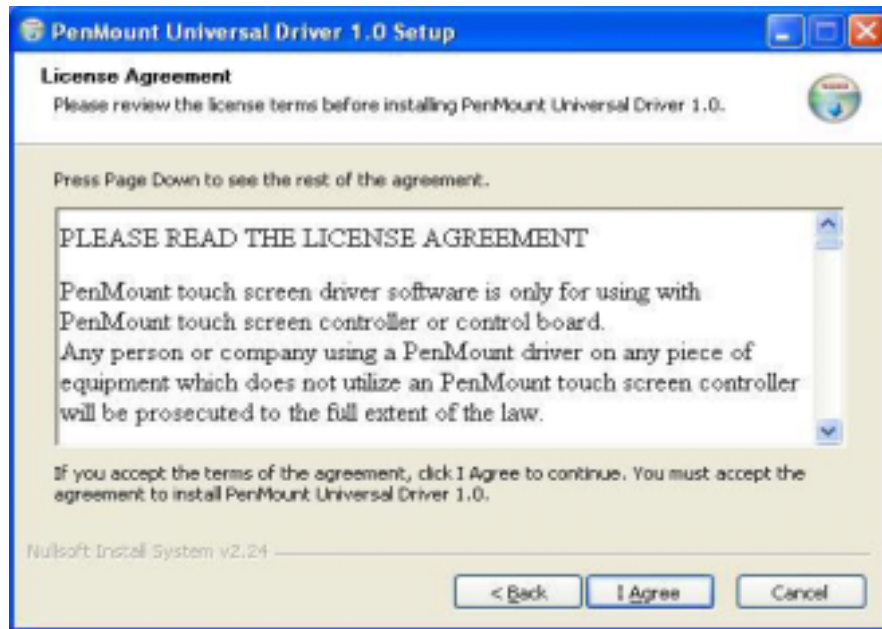 PenMount Universal Driver 1.0 Setup
License Agreement
Please review the license terms before installing PenMount Universal Driver 1.0.
Press Page Down to see the rest of the agreement.
PLEASE READ THE LICENSE AGREEMENT
PenMount touch screen driver software is only for using with
PenMount touch screen controller or control board.
Any person or company using a PenMount driver on any piece of
equipment which does not utilize an PenMount touch screen controller
will be prosecuted to the full extent of the law.
If you accept the terms of the agreement, click I Agree to continue. You must accept the
agreement to install PenMount Universal Driver 1.0.
Nullsoft Install System v2.24
< Back I Agree Cancel